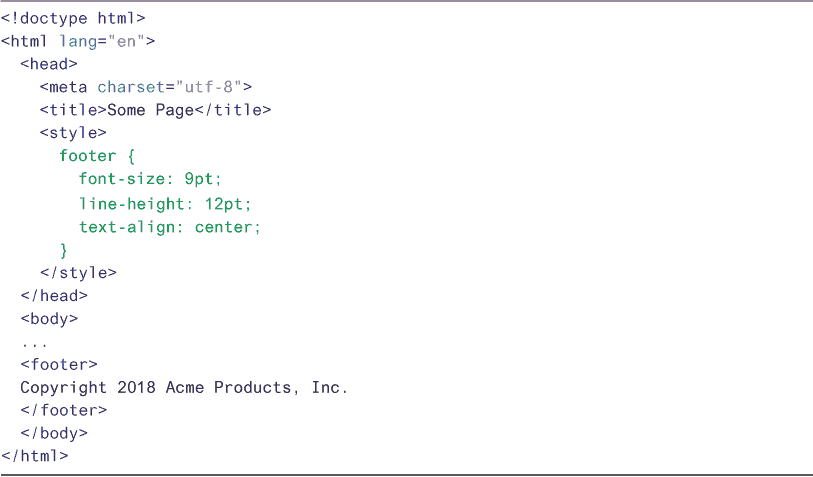 <!doctype html>
<html lang="en">
  <head>
    <meta charset="utf-8">
    <title>Some Page</title>
    <style>
      footer {
        font-size: 9pt;
        line-height: 12pt;
        text-align: center;
      }
    </style>
  </head>
  <body>
  ...
  <footer>
  Copyright 2018 Acme Products, Inc.
  </footer>
  </body>
</html>